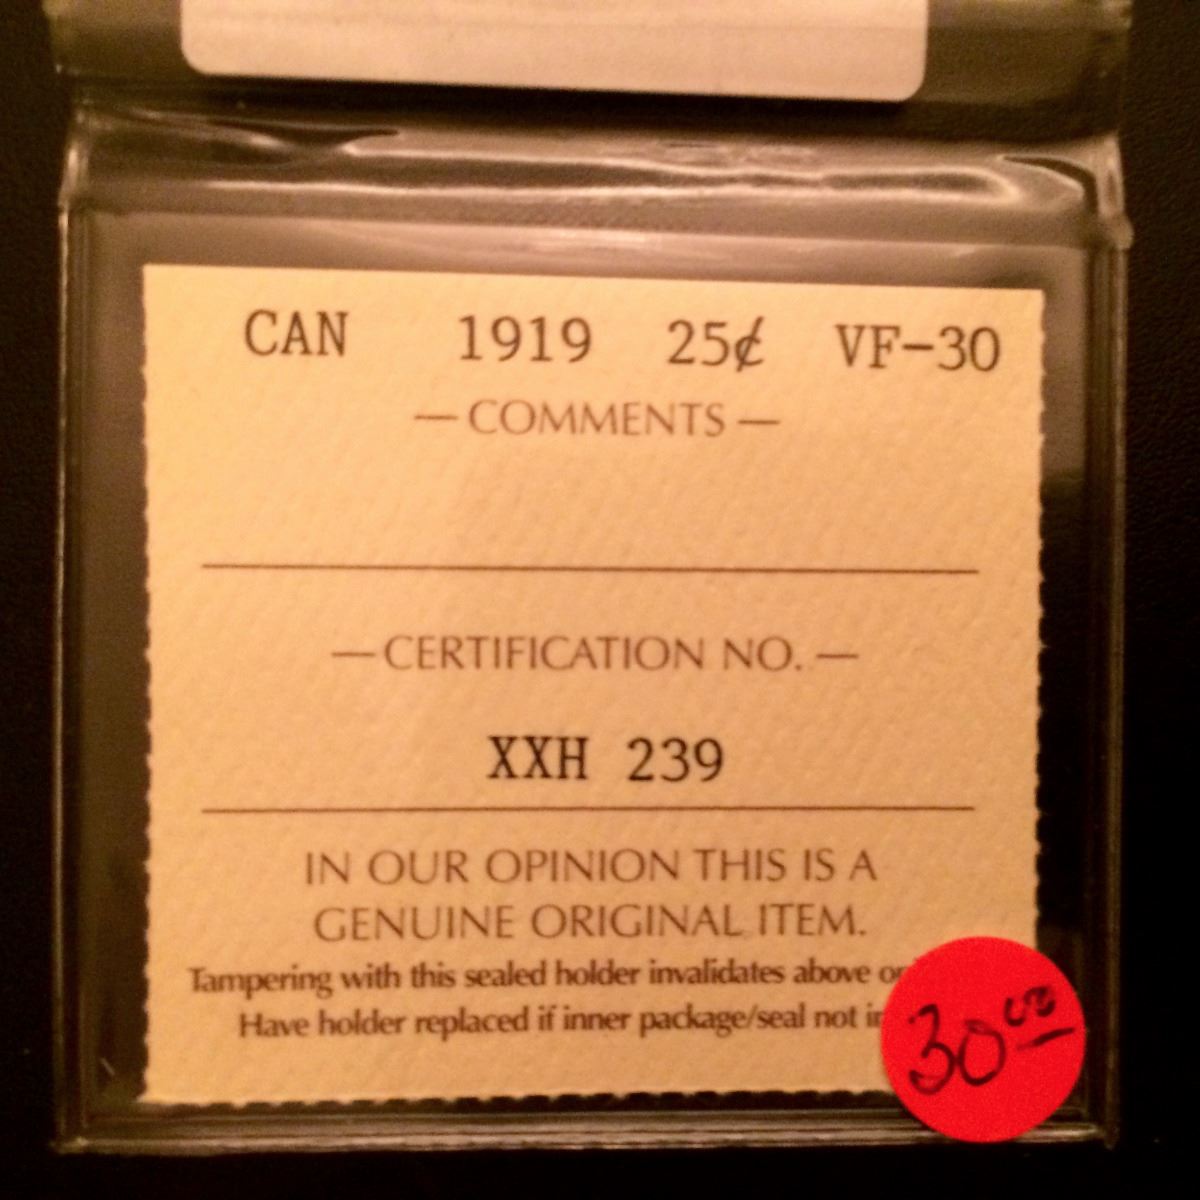 CAN 1919 25¢ VF-30
— COMMENTS —
— CERTIFICATION NO. —
XXH 239
IN OUR OPINION THIS IS A
GENUINE ORIGINAL ITEM.
Tampering with this sealed holder invalidates above
Have holder replaced if inner package/seal not
30.00